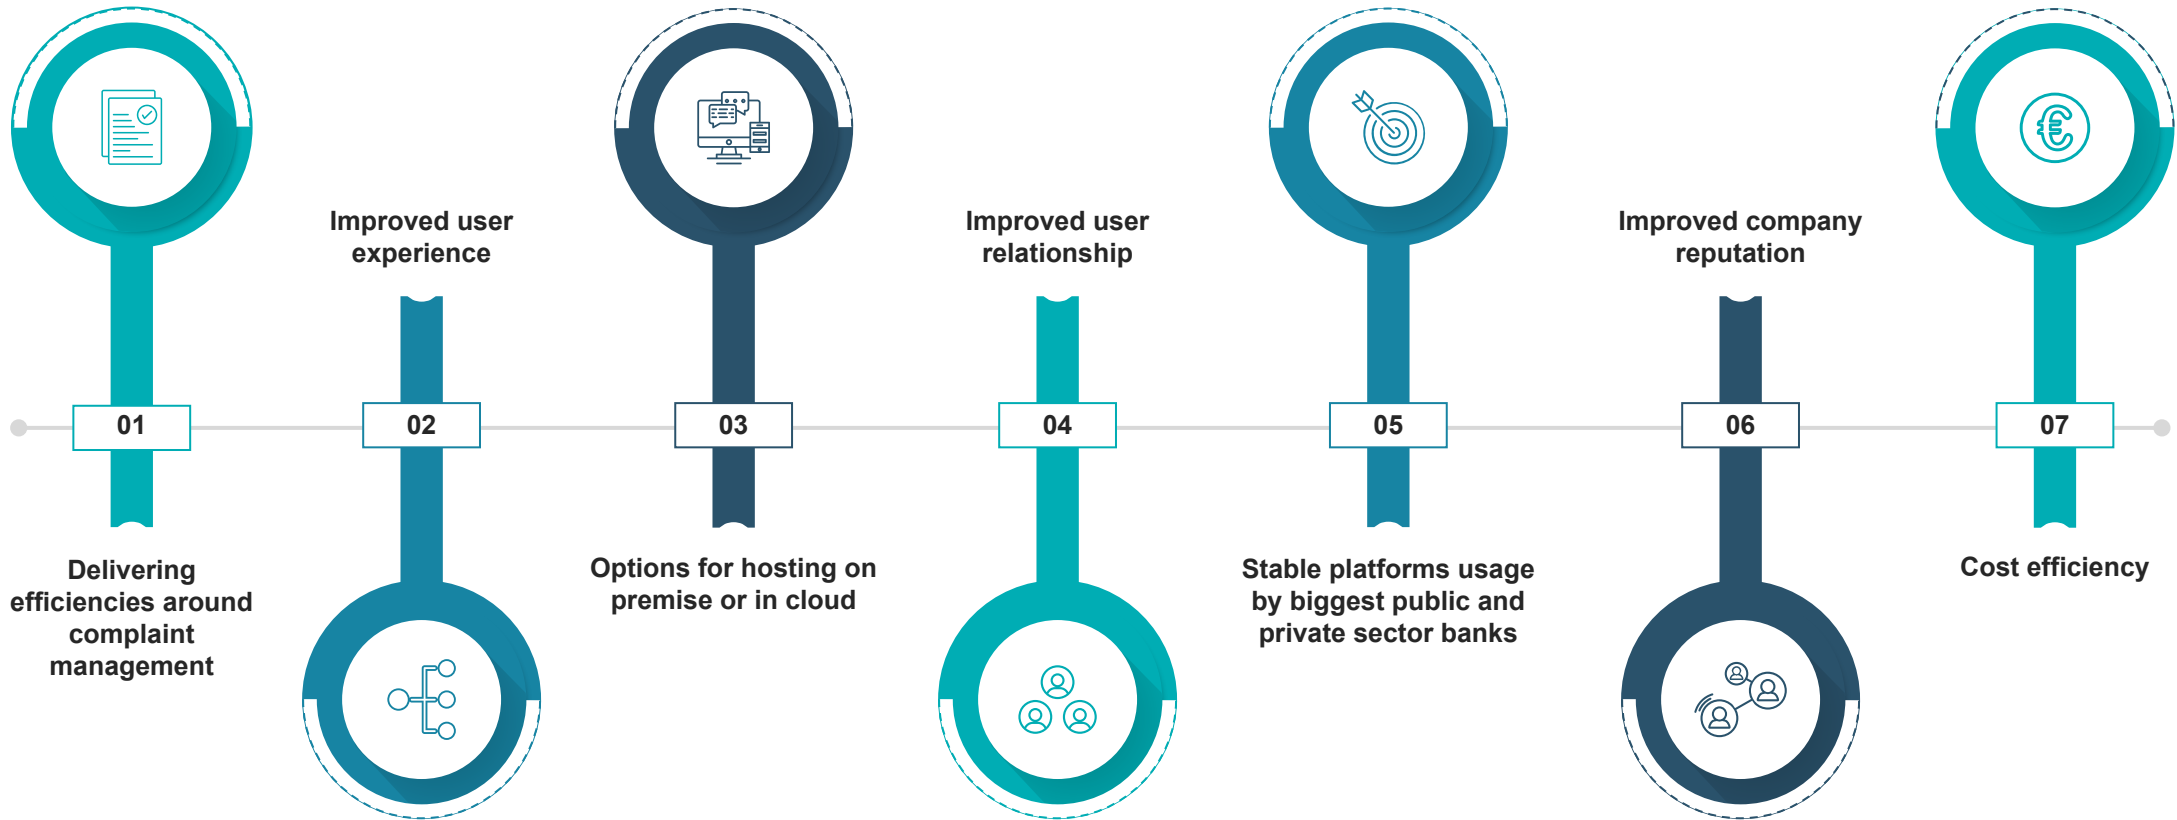 01
Delivering
efficiencies around
complaint
management
Improved user
experience
02
03
Options for hosting on
premise or in cloud
Improved user
relationship
04
05
Stable platforms usage
by biggest public and
private sector banks
Improved company
reputation
06
€
07
Cost efficiency